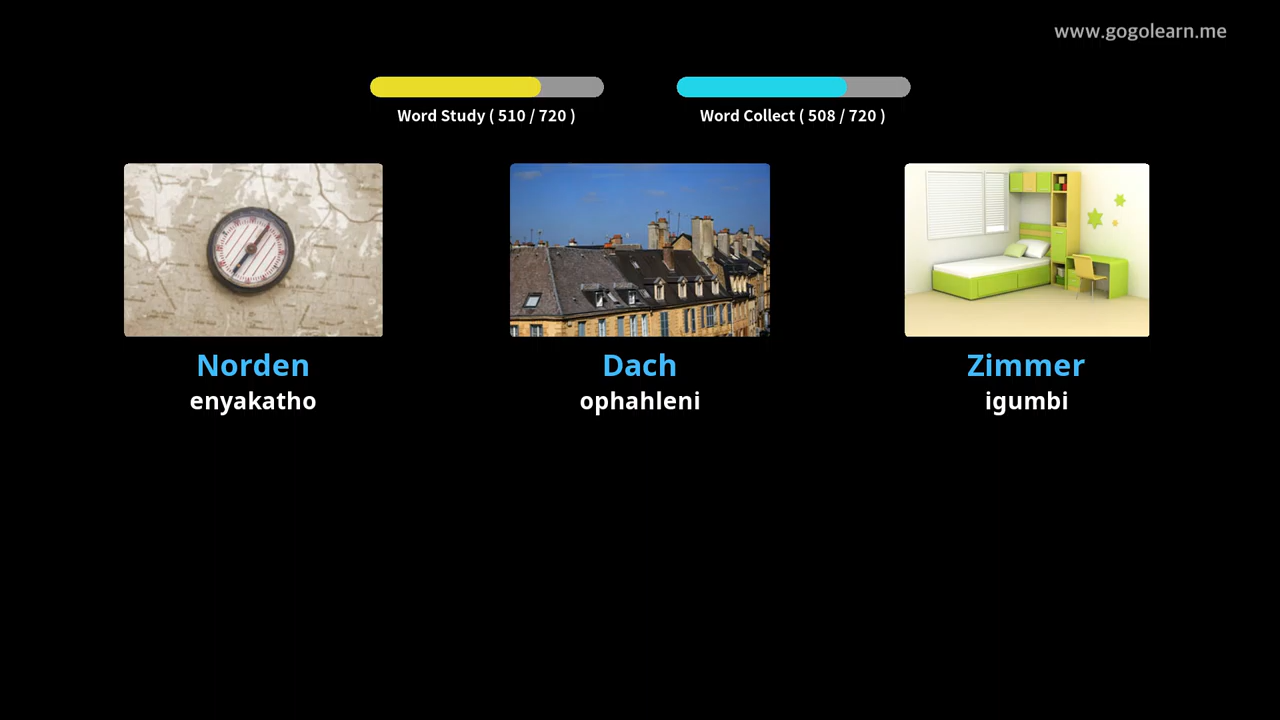 www.gogolearn.me
Word Study ( 510 / 720 )
Word Collect ( 508 / 720 )
Norden
Dach
Zimmer
enyakatho
ophahleni
igumbi